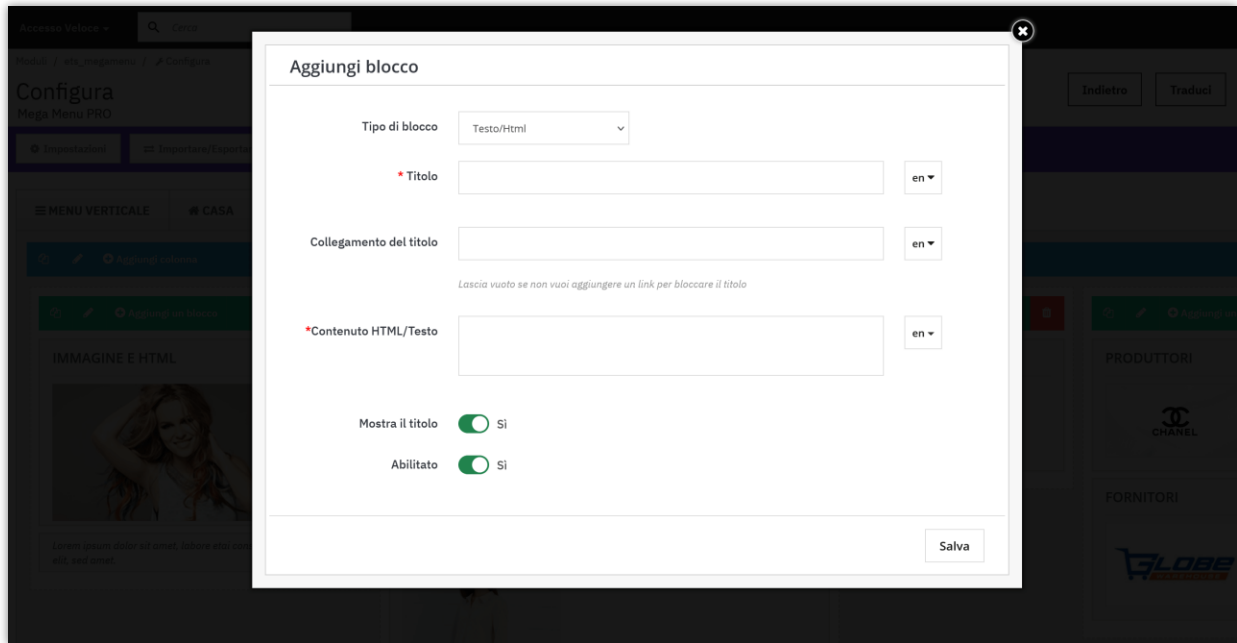 Accesso Veloce
Cerca
Moduli / ets_megamenu / Configura
Configura
Mega Menu PRO
Indietro
Traduci
Impostazioni
Importare/Esportare
MENU VERTICALE
CASA
Aggiungi colonna
Aggiungi un blocco
Aggiungi un
IMMAGINE E HTML
PRODUTTORI
CHANEL
FORNITORI
GLOBE
Lorem ipsum dolor sit amet, labore etsi
elit, sed amet.
Aggiungi blocco
Tipo di blocco
Testo/Html
* Titolo
en
Collegamento del titolo
en
Lascia vuoto se non vuoi aggiungere un link per bloccare il titolo
*Contenuto HTML/Testo
en
Mostra il titolo
Sì
Abilitato
Sì
Salva